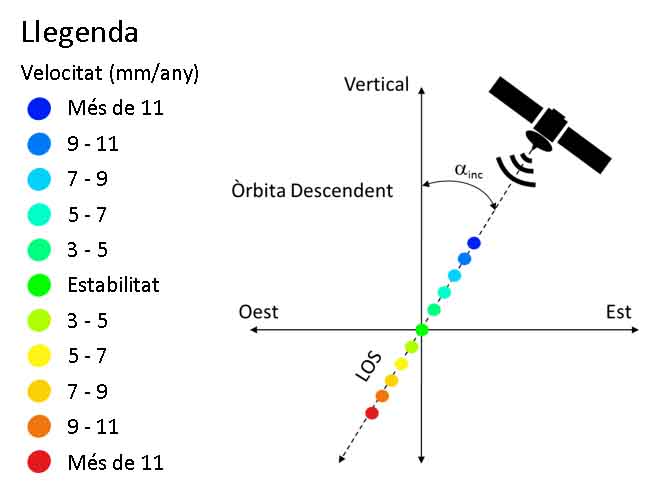 Llegenda
Velocitat (mm/any)
Més de 11
9 - 11
7 - 9
5 - 7
3 - 5
Estabilitat
3 - 5
5 - 7
7 - 9
9 - 11
Més de 11
Vertical
αinc
Òrbita Descendent
Oest
Est
LOS